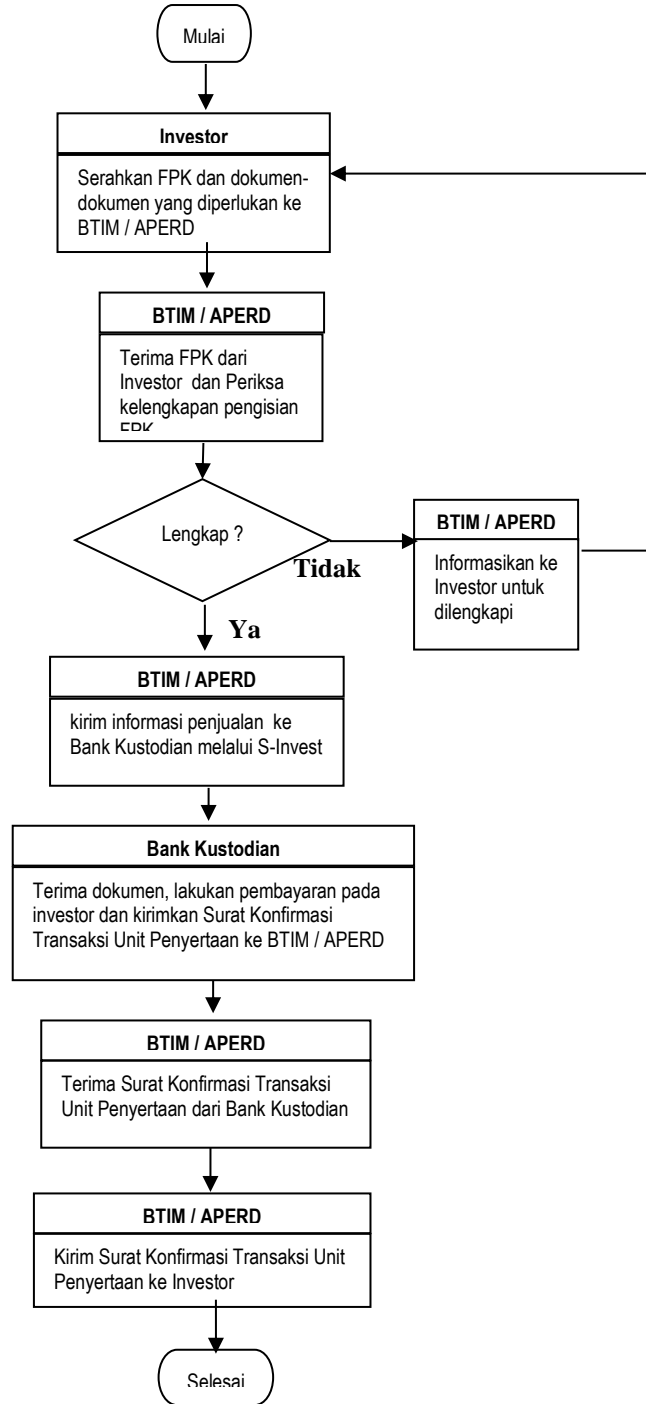 Mulai
Investor
Serahkan FPK dan dokumen-
dokumen yang diperlukan ke
BTIM / APERD
BTIM / APERD
Terima FPK dari
Investor dan Periksa
kelengkapan pengisian
FPK
Lengkap ?
Tidak
BTIM / APERD
Informasikan ke
Investor untuk
dilengkapi
Ya
BTIM / APERD
kirim informasi penjualan ke
Bank Kustodian melalui S-Invest
Bank Kustodian
Terima dokumen, lakukan pembayaran pada
investor dan kirimkan Surat Konfirmasi
Transaksi Unit Penyertaan ke BTIM / APERD
BTIM / APERD
Terima Surat Konfirmasi Transaksi
Unit Penyertaan dari Bank Kustodian
BTIM / APERD
Kirim Surat Konfirmasi Transaksi Unit
Penyertaan ke Investor
Selesai